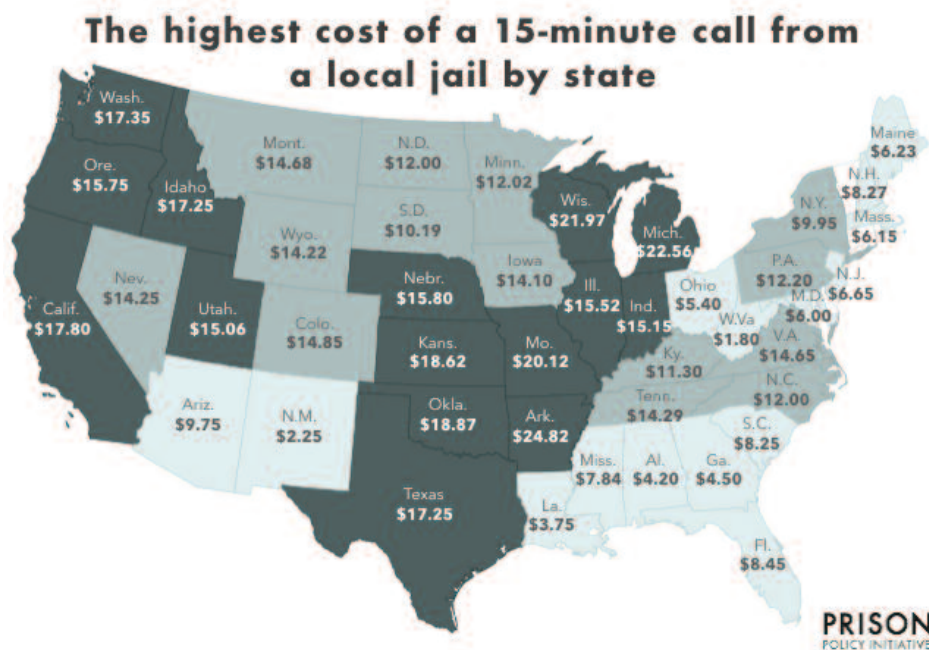 The highest cost of a 15-minute call from
a local jail by state
Wash.
$17.35
Ore.
$15.75
Idaho
$17.25
Mont.
$14.68
N.D.
$12.00
Minn.
$12.02
Wis.
$21.97
Mich.
$22.56
Maine
$6.23
N.H.
$8.27
N.Y.
$9.95
Mass.
$6.15
S.D.
$10.19
Wyo.
$14.22
Iowa
$14.10
Nebr.
$15.80
Nev.
$14.25
Calif.
$17.80
Utah.
$15.06
Colo.
$14.85
Kans.
$18.62
Mo.
$20.12
Ill.
$15.52
Ind.
$15.15
Ohio
$5.40
P.A.
$12.20
N.J.
$6.65
M.D.
$6.00
W.Va
$1.80
V.A.
$14.65
Ky.
$11.30
N.C.
$12.00
Tenn.
$14.29
S.C.
$8.25
Ariz.
$9.75
N.M.
$2.25
Okla.
$18.87
Ark.
$24.82
Miss.
$7.84
Al.
$4.20
Ga.
$4.50
Texas
$17.25
La.
$3.75
Fl.
$8.45
PRISON
POLICY INITIATIVE